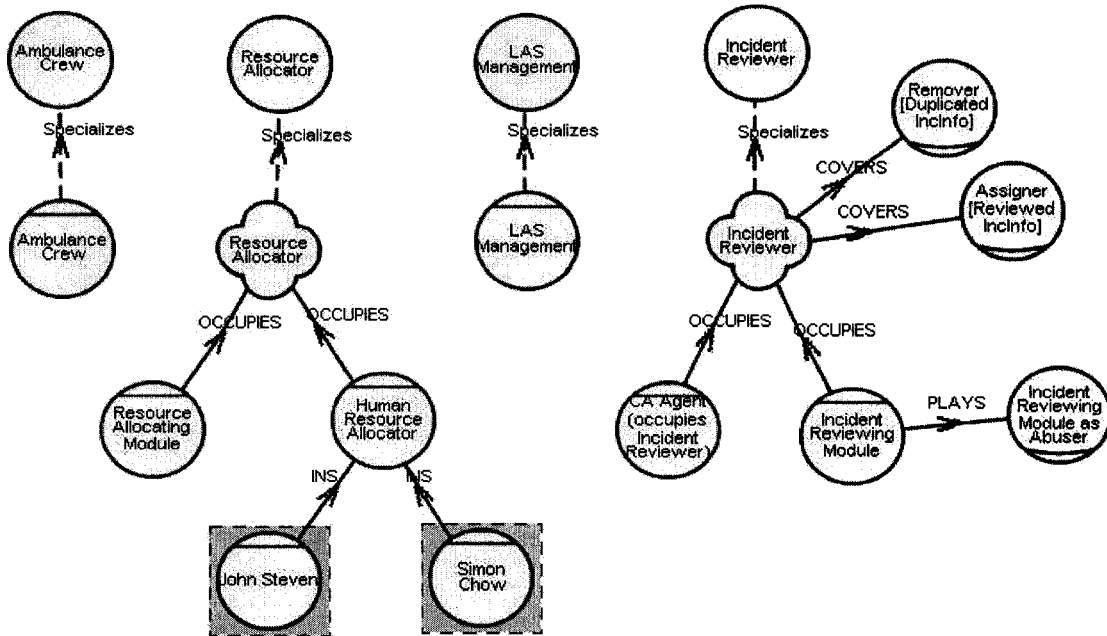 Ambulance
Crew
Resource
Allocator
LAS
Management
Incident
Reviewer
Remover
[Duplicated
IncInfo]
Specializes
Specializes
Specializes
Specializes
COVERS
Assigner
[Reviewed
IncInfo]
COVERS
Ambulance
Crew
Resource
Allocator
LAS
Management
Incident
Reviewer
OCCUPIES
OCCUPIES
OCCUPIES
OCCUPIES
Resource
Allocating
Module
Human
Resource
Allocator
CA Agent
(occupies
Incident
Reviewer)
Incident
Reviewing
Module
PLAYS
Incident
Reviewing
Module as
Abuser
INS
INS
John Steven
Simon
Chow